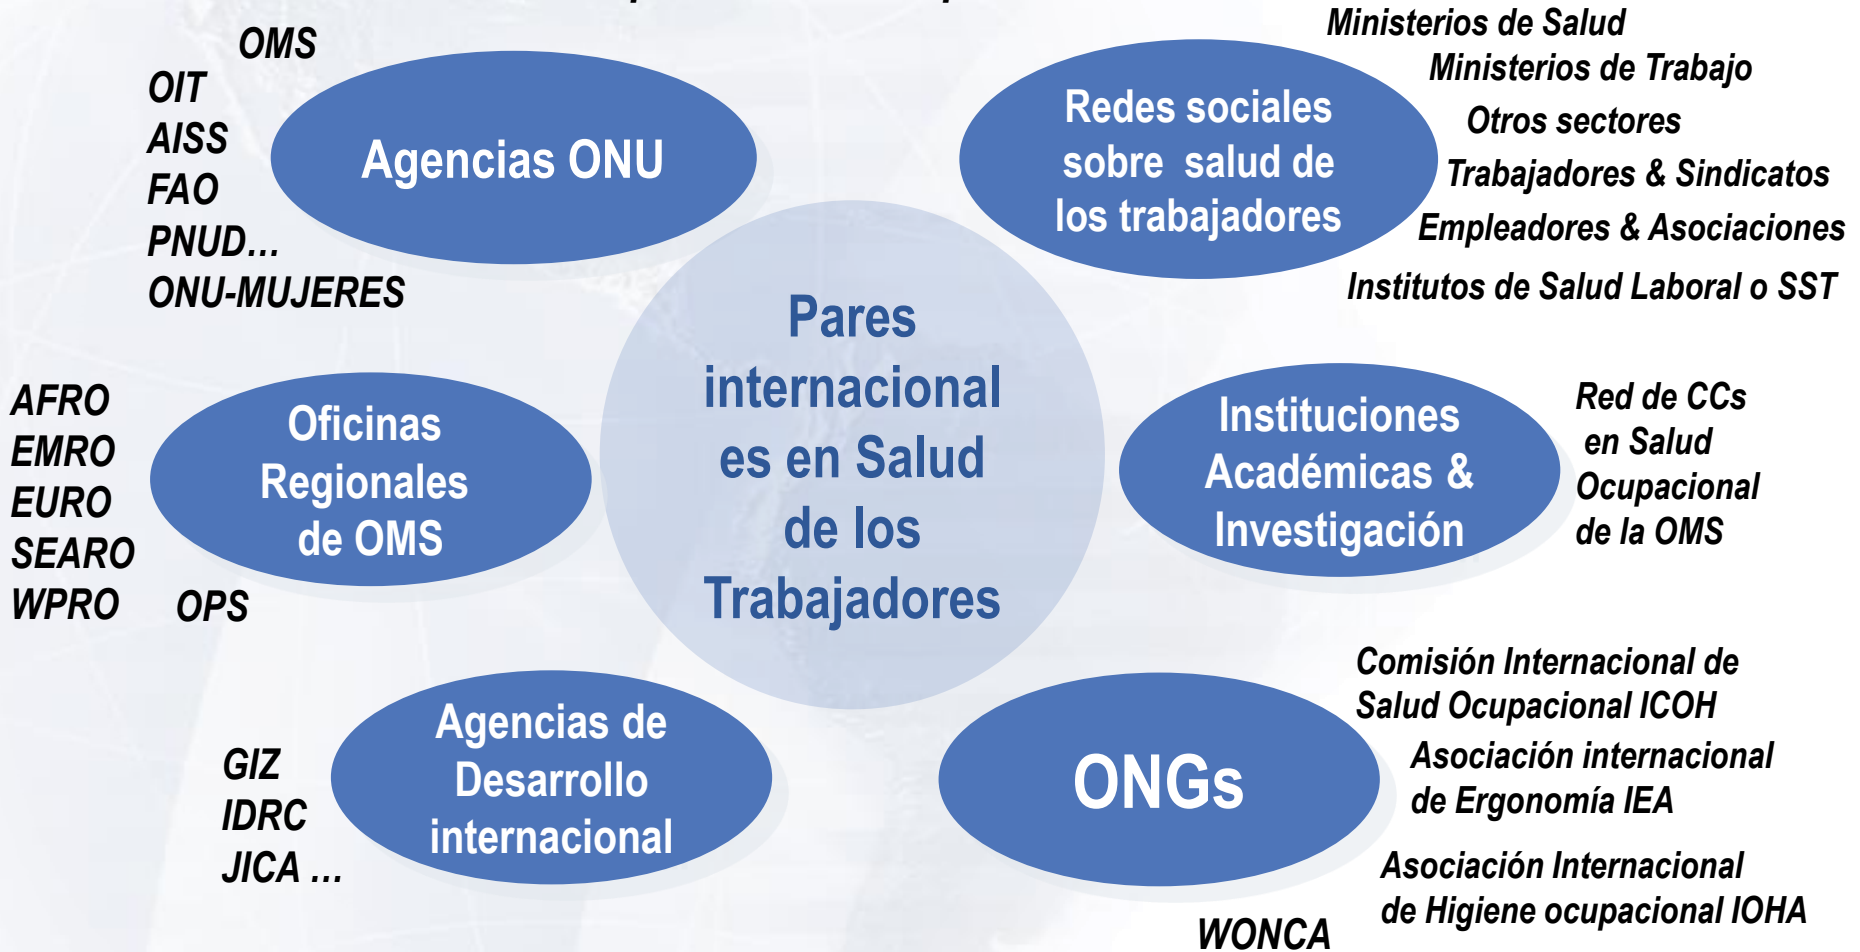 OMS
OIT
AISS
FAO
PNUD...
ONU-MUJERES
Agencias ONU
Redes sociales
sobre salud de
los trabajadores
Ministerios de Salud
Ministerios de Trabajo
Otros sectores
Trabajadores & Sindicatos
Empleadores & Asociaciones
Institutos de Salud Laboral o SST
Pares
internacional
es en Salud
de los
Trabajadores
AFRO
EMRO
EURO
SEARO
WPRO
OPS
Oficinas
Regionales
de OMS
Instituciones
Académicas &
Investigación
Red de CCs
en Salud
Ocupacional
de la OMS
GIZ
IDRC
JICA ...
Agencias de
Desarrollo
internacional
ONGs
Comisión Internacional de
Salud Ocupacional ICOH
Asociación internacional
de Ergonomía IEA
Asociación Internacional
de Higiene ocupacional IOHA
WONCA